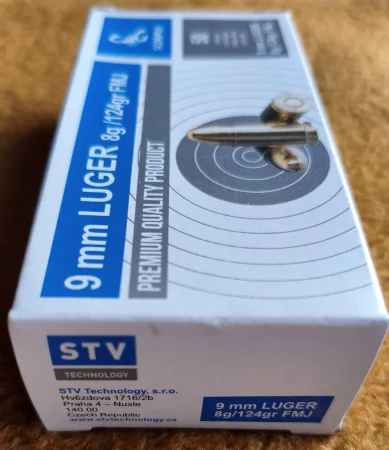 SCORPIO
50
9 mm LUGER 8g/124gr FMJ
PREMIUM QUALITY PRODUCT
STV
TECHNOLOGY
STV Technology, s.r.o.
Hvězdova 1716/2b
Praha 4 – Nusle
140 00
Czech Republic
www.stvtechnology.cz
9 mm LUGER
8g/124gr FMJ